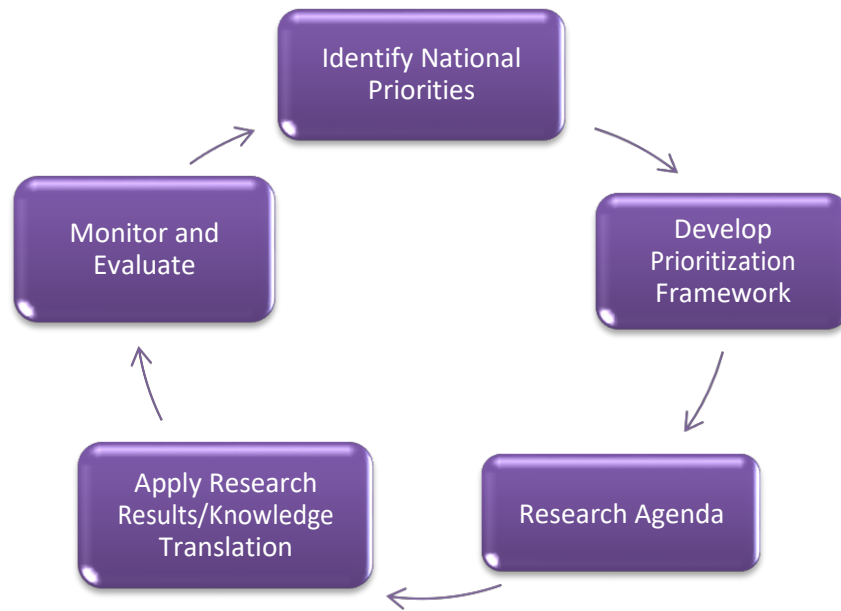 Identify National
Priorities
Develop
Prioritization
Framework
Research Agenda
Apply Research
Results/Knowledge
Translation
Monitor and
Evaluate